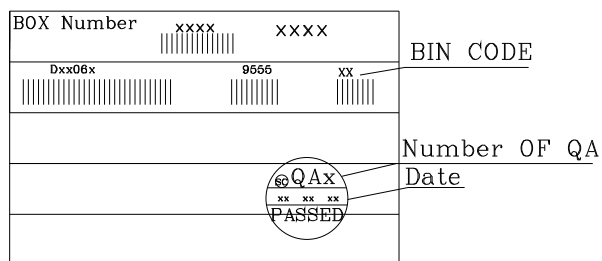 BOX Number xxxx xxxx
BIN CODE
Dxx06x 9555 xx
Number OF QA
QAx
Date
xx xx xx
PASSED